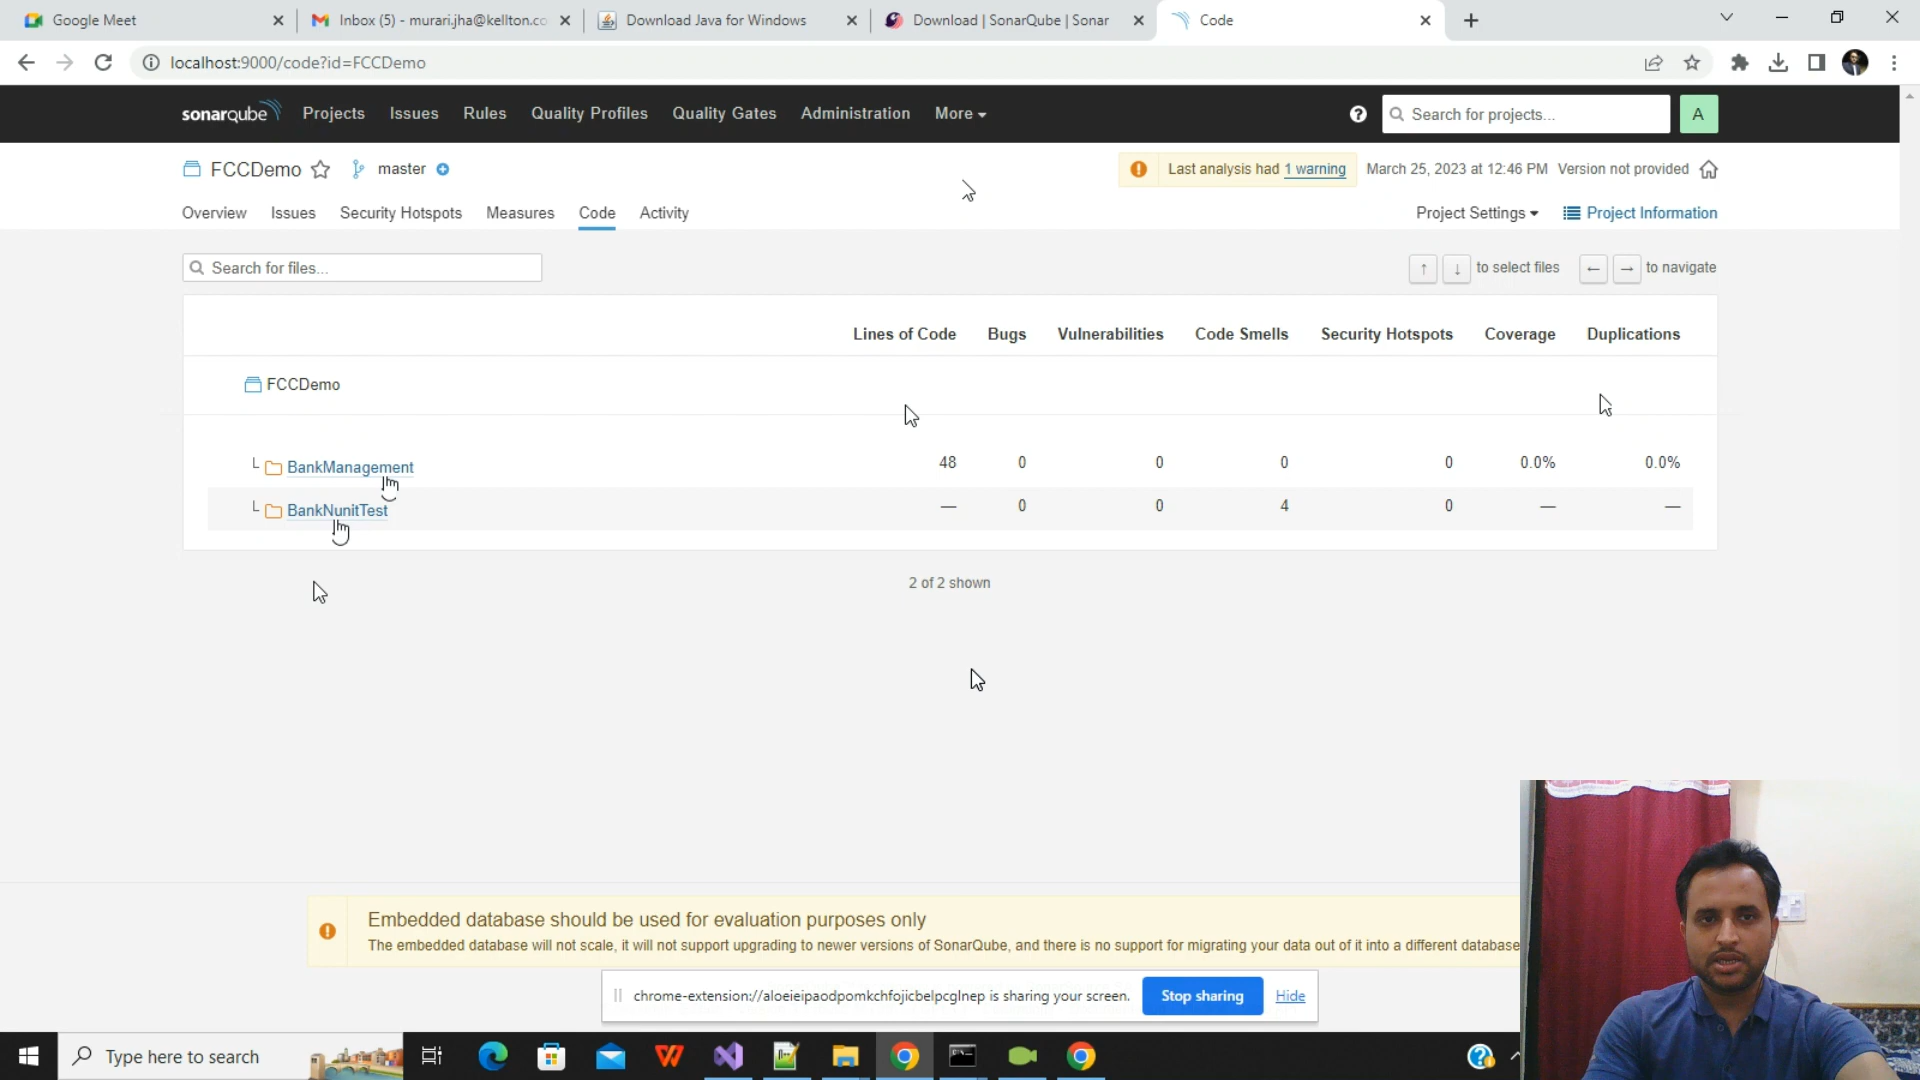 Google Meet
Inbox (5) - murari.jha@kellton.co
Download Java for Windows
Download | SonarQube | Sonar
Code
localhost:9000/code?id=FCCDemo
sonarqube Projects Issues Rules Quality Profiles Quality Gates Administration More
Search for projects...
A
FCCDemo master
Last analysis had 1 warning March 25, 2023 at 12:46 PM Version not provided
Overview Issues Security Hotspots Measures Code Activity
Project Settings Project Information
Search for files...
↑ ↓ to select files ← → to navigate
Lines of Code Bugs Vulnerabilities Code Smells Security Hotspots Coverage Duplications
FCCDemo
BankManagement 48 0 0 0 0 0.0% 0.0%
BankNunitTest — 0 0 4 0 — —
2 of 2 shown
Embedded database should be used for evaluation purposes only
The embedded database will not scale, it will not support upgrading to newer versions of SonarQube, and there is no support for migrating your data out of it into a different database
chrome-extension://aloeieipaodpomkchfojicbelpcglnep is sharing your screen. Stop sharing Hide
Type here to search